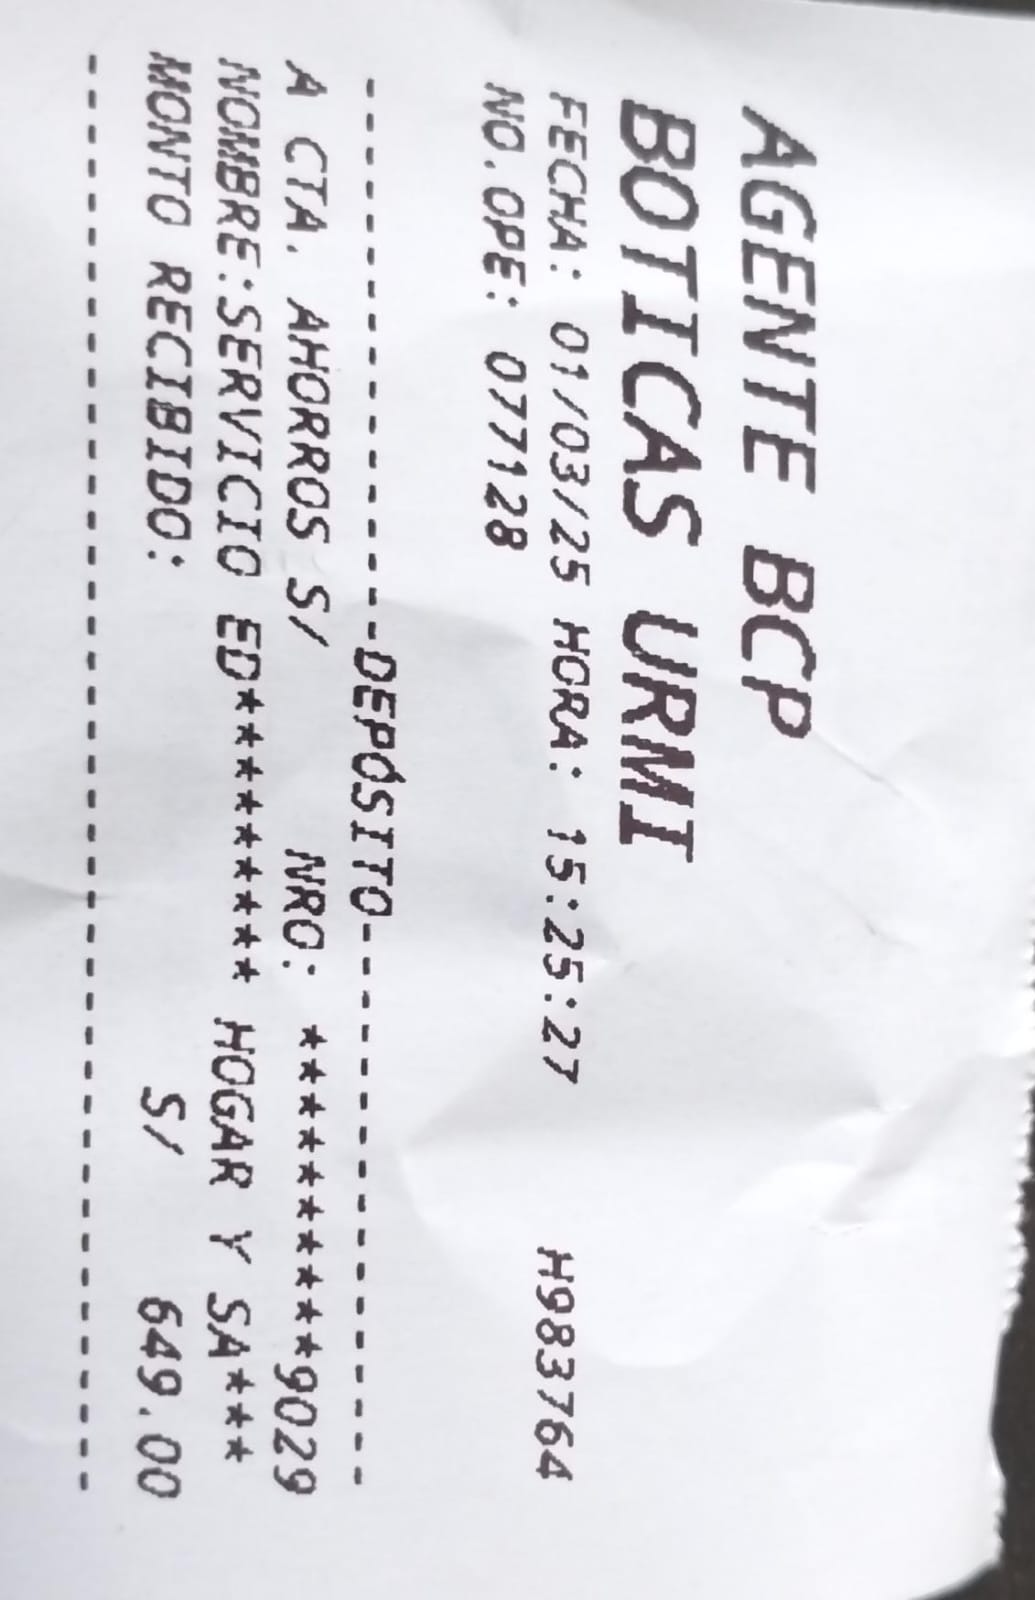 AGENTE BCP
BOTICAS URMI
FECHA: 01/03/25 HORA: 15:25:27 H983764
NO.OPE: 077128
--------------------DEPÓSITO--------------------
A CTA. AHORROS S/ NRO: **********9029
NOMBRE:SERVICIO ED********* HOGAR Y SA***
MONTO RECIBIDO: S/ 649.00
------------------------------------------------